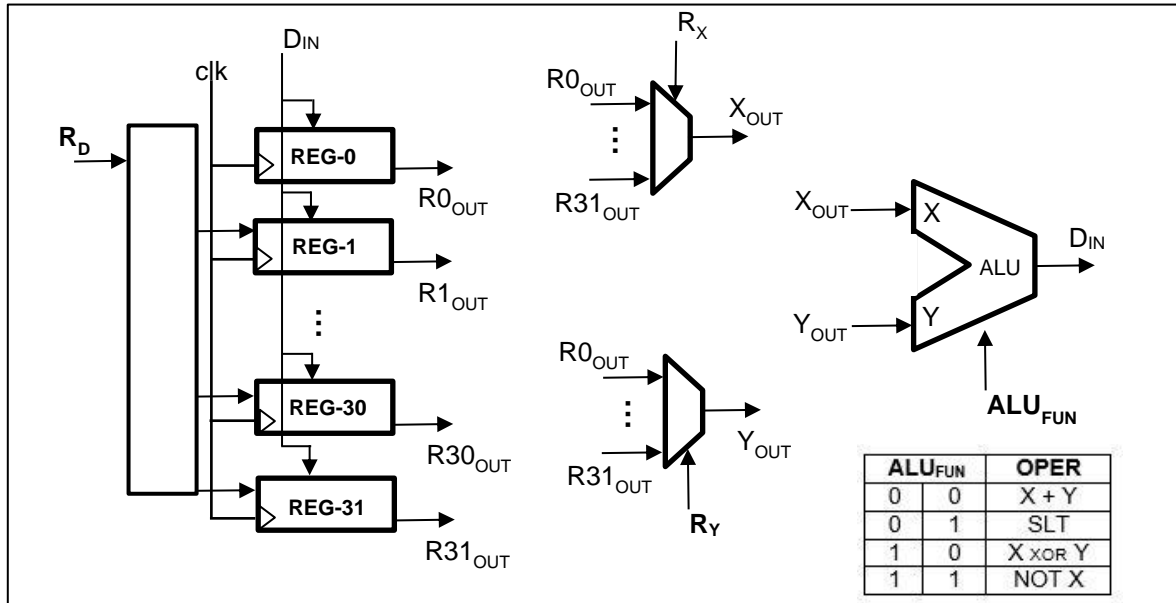 clk
D_IN
R_D
REG-0
R0_OUT
REG-1
R1_OUT
⋮
REG-30
R30_OUT
REG-31
R31_OUT
R_X
R0_OUT
⋮
R31_OUT
X_OUT
R0_OUT
⋮
R31_OUT
Y_OUT
R_Y
X_OUT
X
ALU
D_IN
Y_OUT
Y
ALU_FUN
ALU_FUN OPER
0 0 X + Y
0 1 SLT
1 0 X XOR Y
1 1 NOT X